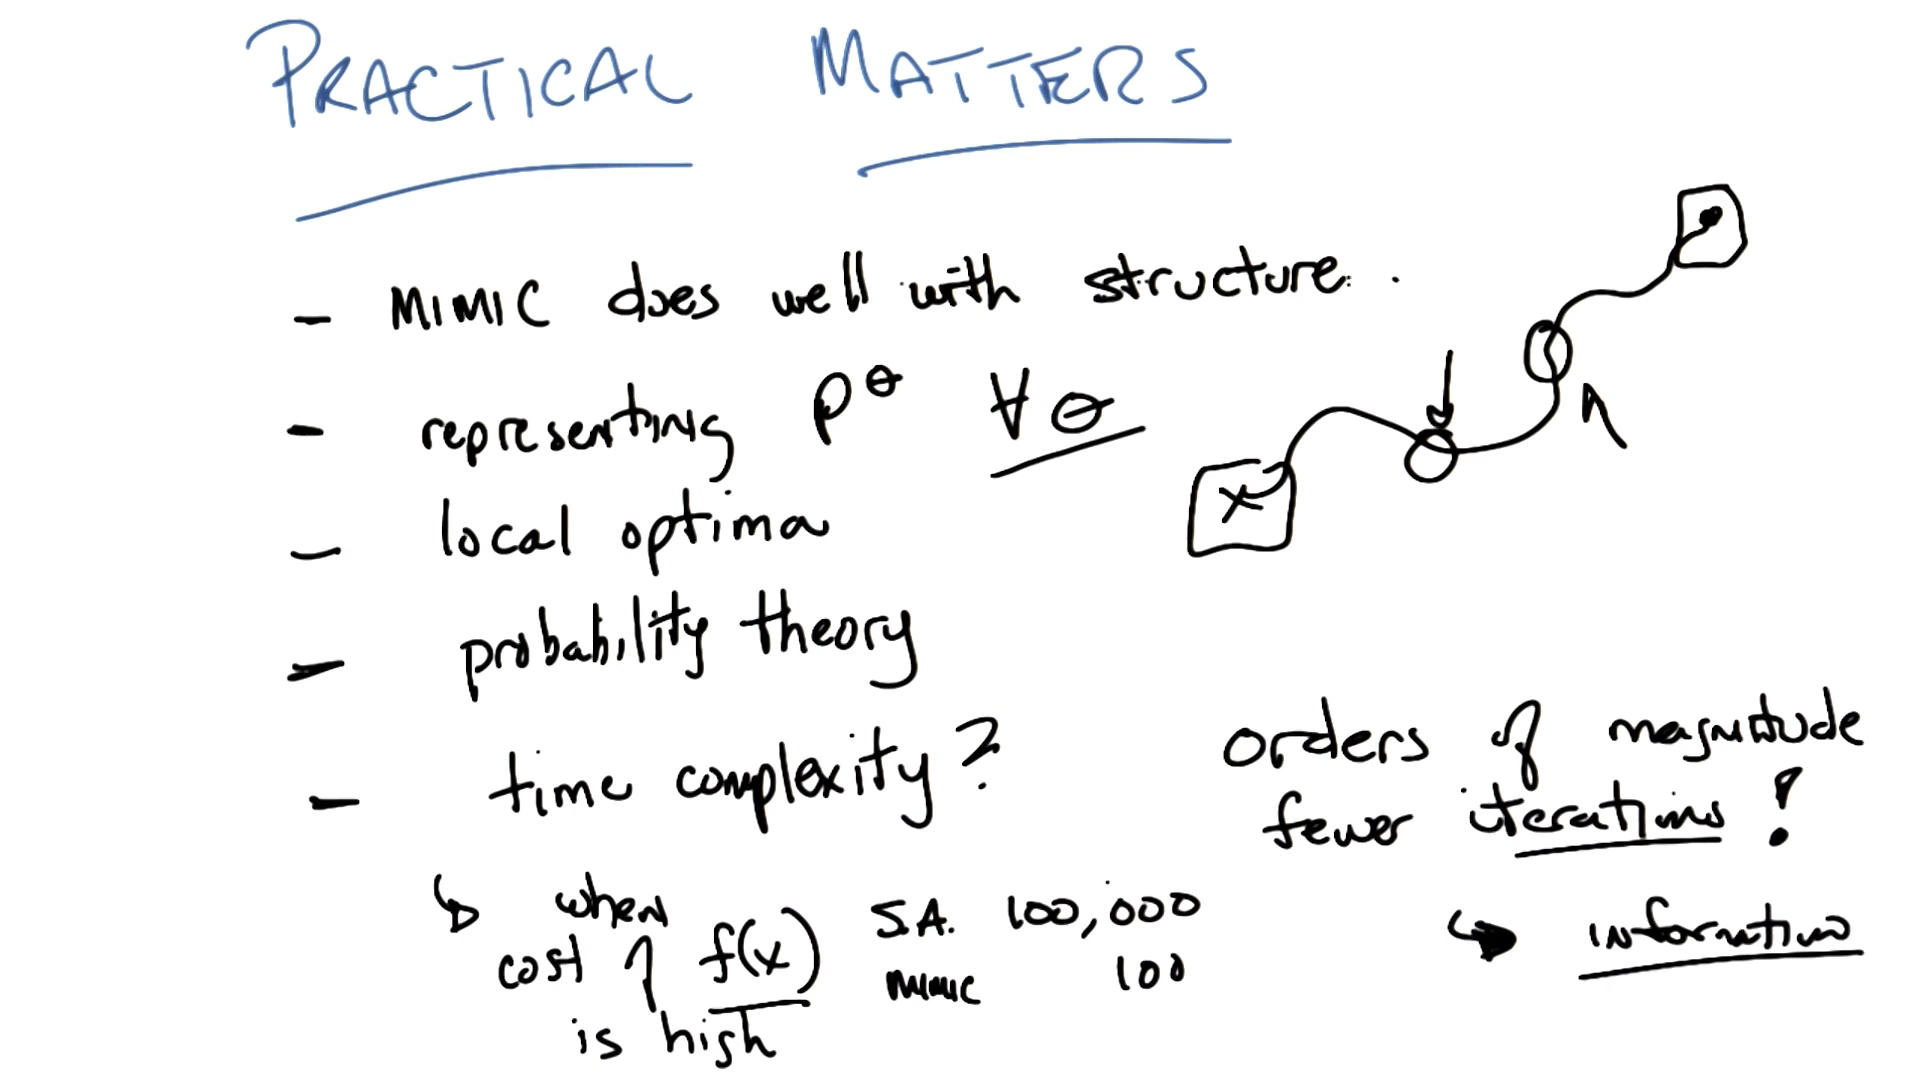 PRACTICAL MATTERS
- MIMIC does well with structure.
- representing P^θ ∀θ
- local optima
- probability theory
- time complexity?
orders of magnitude
fewer iterations!
↳ information
↳ when
cost of f(x)
is high
S.A. 100,000
MIMIC 100